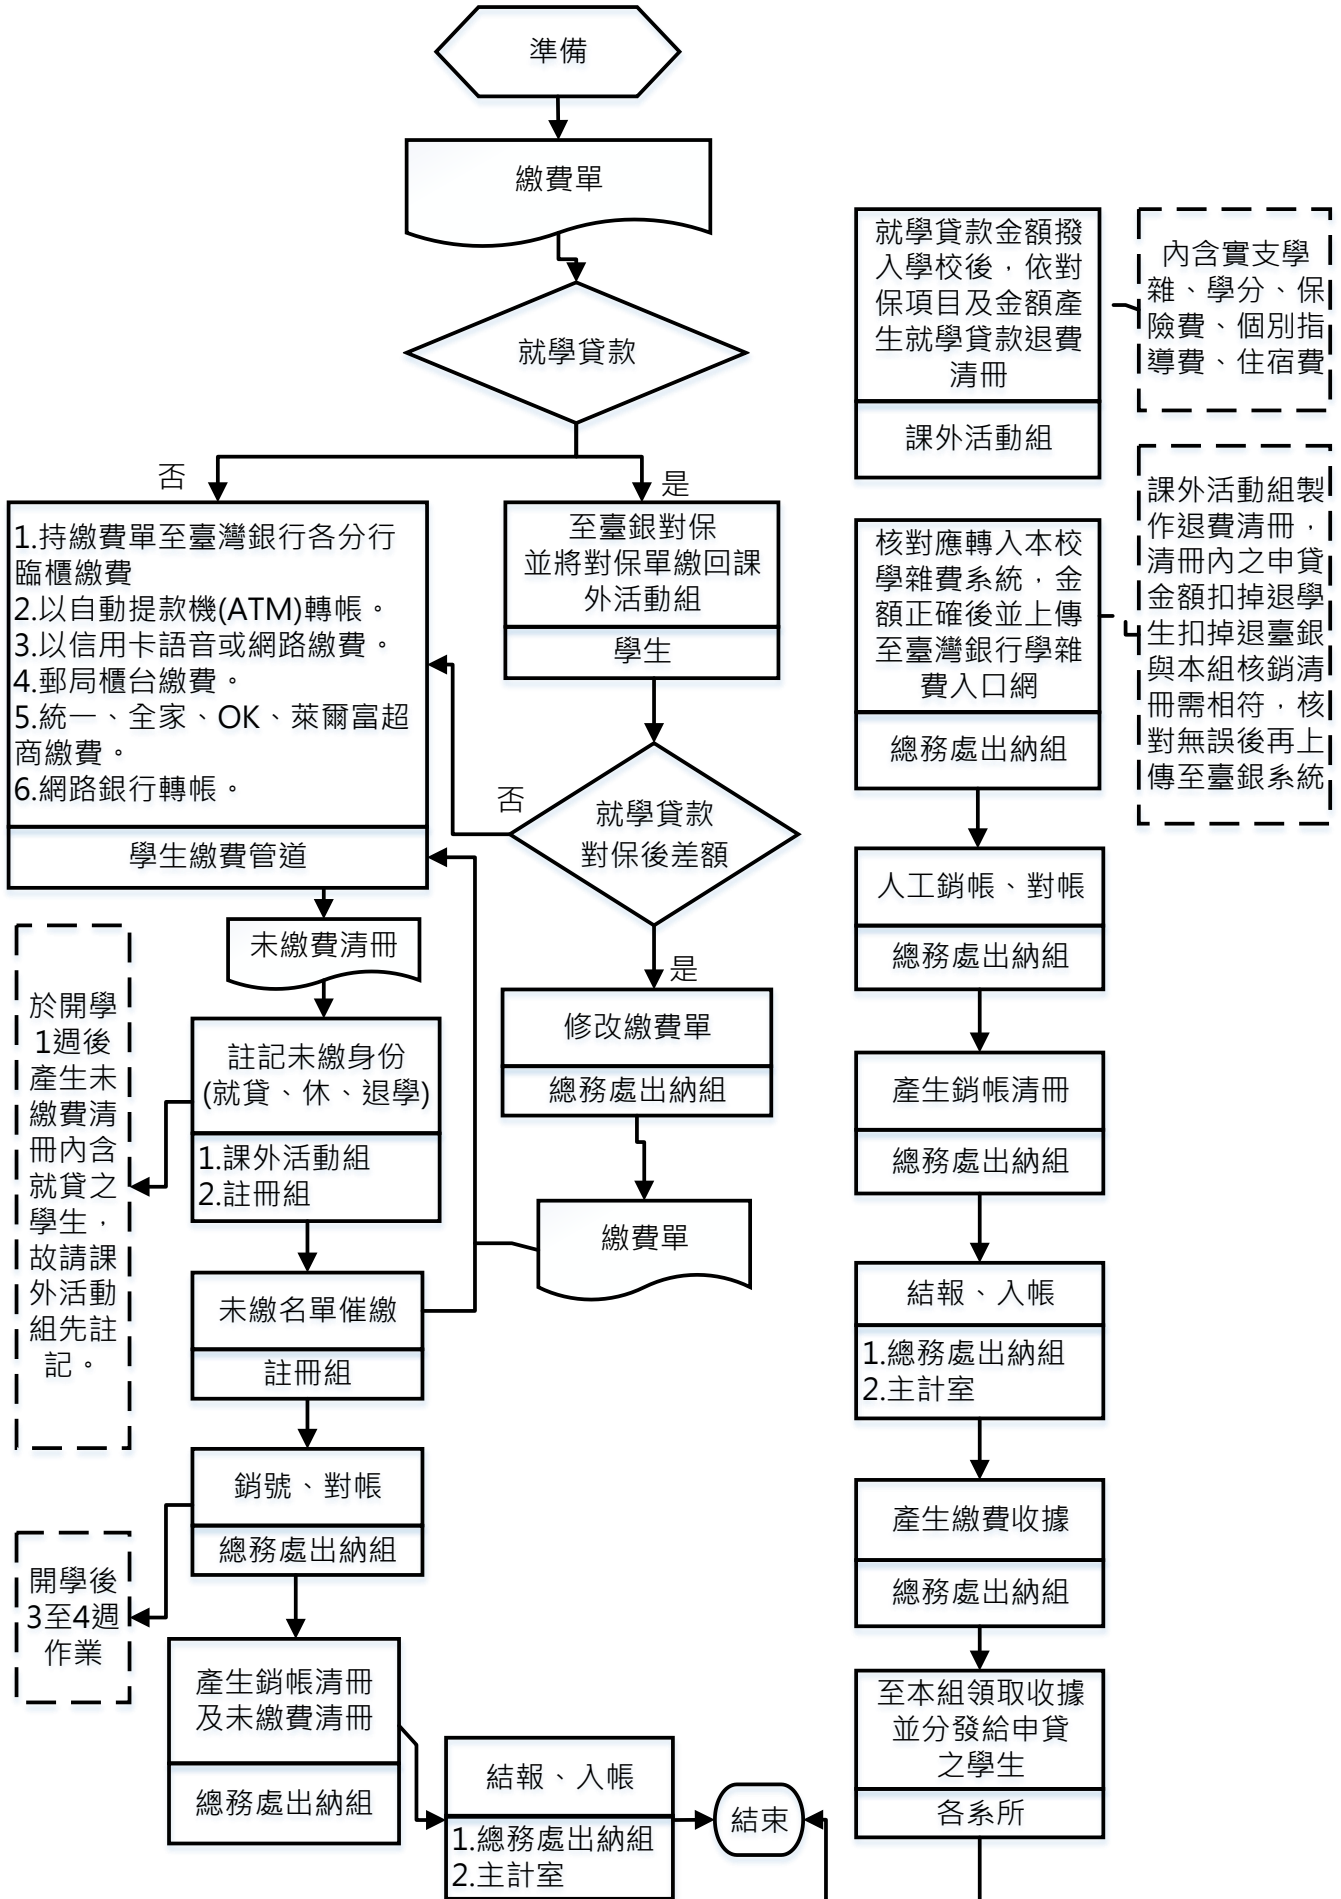 準備
繳費單
就學貸款
否
是
1.持繳費單至臺灣銀行各分行
臨櫃繳費
2.以自動提款機(ATM)轉帳。
3.以信用卡語音或網路繳費。
4.郵局櫃台繳費。
5.統一、全家、OK、萊爾富超
商繳費。
6.網路銀行轉帳。
學生繳費管道
至臺銀對保
並將對保單繳回課
外活動組
學生
否
就學貸款
對保後差額
是
修改繳費單
總務處出納組
繳費單
未繳費清冊
註記未繳身份
(就貸、休、退學)
1.課外活動組
2.註冊組
於開學
1週後
產生未
繳費清
冊內含
就貸之
學生，
故請課
外活動
組先註
記。
未繳名單催繳
註冊組
銷號、對帳
總務處出納組
開學後
3至4週
作業
產生銷帳清冊
及未繳費清冊
總務處出納組
結報、入帳
1.總務處出納組
2.主計室
結束
就學貸款金額撥
入學校後，依對
保項目及金額產
生就學貸款退費
清冊
課外活動組
內含實支學
雜、學分、保
險費、個別指
導費、住宿費
核對應轉入本校
學雜費系統，金
額正確後並上傳
至臺灣銀行學雜
費入口網
總務處出納組
課外活動組製
作退費清冊，
清冊內之申貸
金額扣掉退學
生扣掉退臺銀
與本組核銷清
冊需相符，核
對無誤後再上
傳至臺銀系統
人工銷帳、對帳
總務處出納組
產生銷帳清冊
總務處出納組
結報、入帳
1.總務處出納組
2.主計室
產生繳費收據
總務處出納組
至本組領取收據
並分發給申貸
之學生
各系所